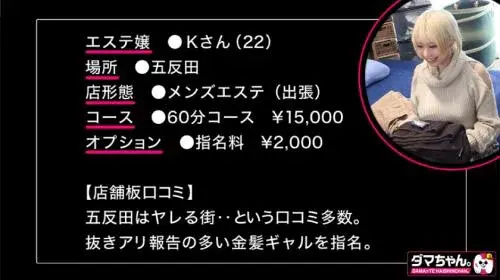 エステ嬢 ●Kさん(22)
場所 ●五反田
店形態 ●メンズエステ(出張)
コース ●60分コース ¥15,000
オプション ●指名料 ¥2,000
【店舗板口コミ】
五反田はヤレる街‥という口コミ多数。
抜きアリ報告の多い金髪ギャルを指名。
ダマちゃん。
DAMATTE HAISHINCHAN.